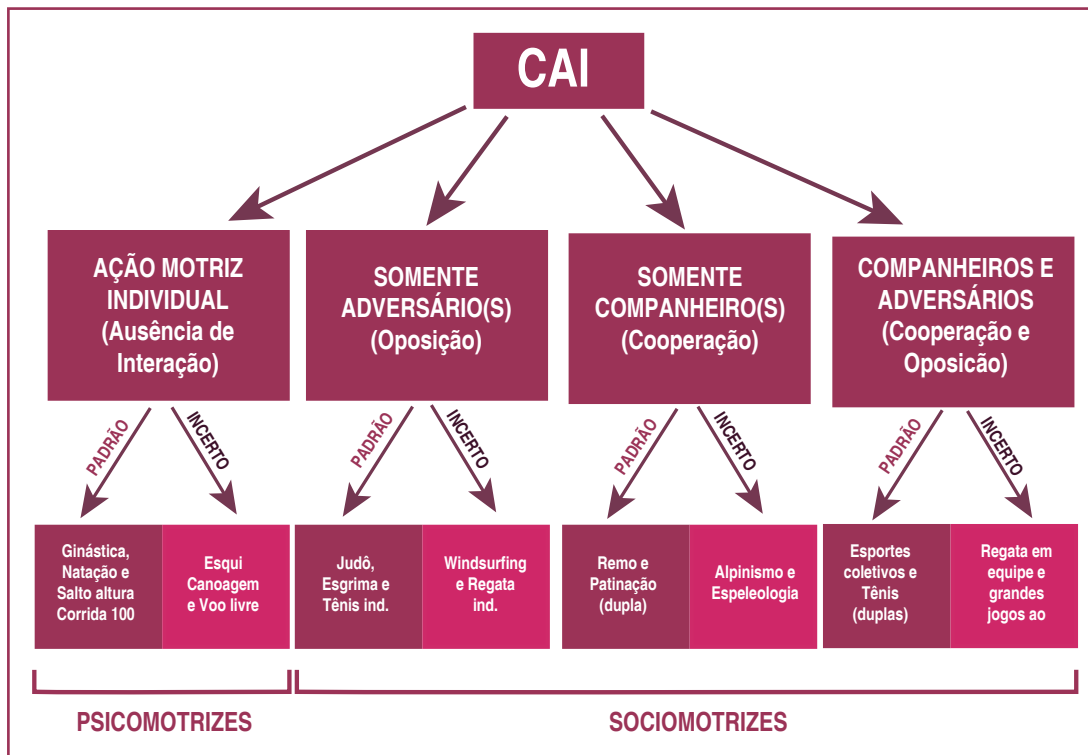 CAI
AÇÃO MOTRIZ
INDIVIDUAL
(Ausência de
Interação)
SOMENTE
ADVERSÁRIO(S)
(Oposição)
SOMENTE
COMPANHEIRO(S)
(Cooperação)
COMPANHEIROS E
ADVERSÁRIOS
(Cooperação e
Oposicão)
PADRÃO
INCERTO
PADRÃO
INCERTO
PADRÃO
INCERTO
PADRÃO
INCERTO
Ginástica,
Natação e
Salto altura
Corrida 100
Esqui
Canoagem
e Voo livre
Judô,
Esgrima e
Tênis ind.
Windsurfing
e Regata
ind.
Remo e
Patinação
(dupla)
Alpinismo e
Espeleologia
Esportes
coletivos e
Tênis
(duplas)
Regata em
equipe e
grandes
jogos ao
PSICOMOTRIZES
SOCIOMOTRIZES